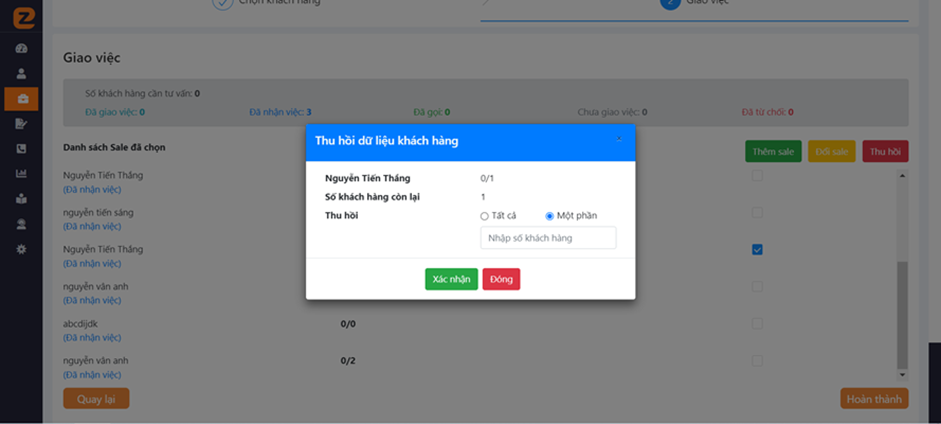 Chọn khách hàng
2 Giao việc
Giao việc
Số khách hàng cần tư vấn: 0
Đã giao việc: 0 Đã nhận việc: 3 Đã gọi: 0 Chưa giao việc: 0 Đã từ chối: 0
Thu hồi dữ liệu khách hàng ×
Danh sách Sale đã chọn Thêm sale Đổi sale Thu hồi
Nguyễn Tiến Thắng
(Đã nhận việc)
nguyễn tiến sáng
(Đã nhận việc)
Nguyễn Tiến Thắng
(Đã nhận việc)
nguyễn vân anh
(Đã nhận việc)
abcdijdk 0/0
(Đã nhận việc)
nguyễn vân anh 0/2
(Đã nhận việc)
Nguyễn Tiến Thắng 0/1
Số khách hàng còn lại 1
Thu hồi Tất cả Một phần
Nhập số khách hàng
Xác nhận Đóng
Quay lại Hoàn thành